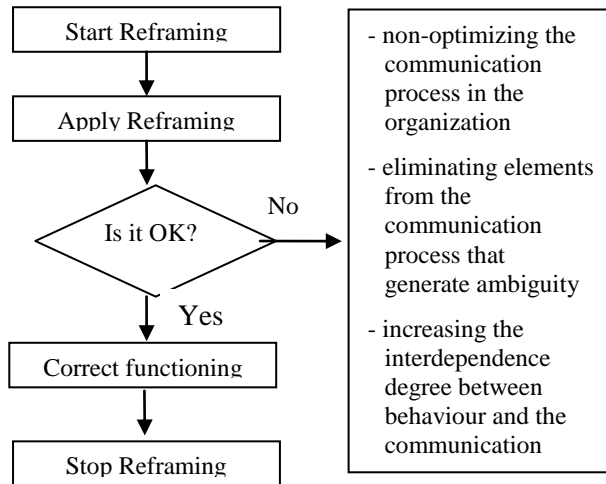 Start Reframing
Apply Reframing
Is it OK?
No
Yes
Correct functioning
Stop Reframing
- non-optimizing the
communication
process in the
organization
- eliminating elements
from the
communication
process that
generate ambiguity
- increasing the
interdependence
degree between
behaviour and the
communication